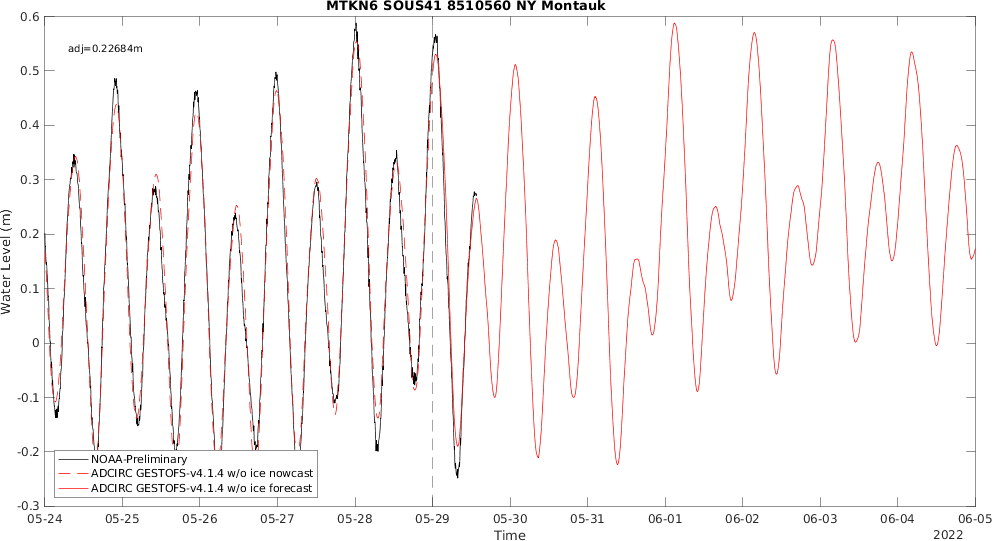 MTKN6 SOUS41 8510560 NY Montauk
0.6
adj=0.22684m
0.5
0.4
0.3
0.2
0.1
0
-0.1
-0.2
-0.3
Water Level (m)
NOAA-Preliminary
ADCIRC GESTOFS-v4.1.4 w/o ice nowcast
ADCIRC GESTOFS-v4.1.4 w/o ice forecast
05-24 05-25 05-26 05-27 05-28 05-29 05-30 05-31 06-01 06-02 06-03 06-04 06-05
Time
2022